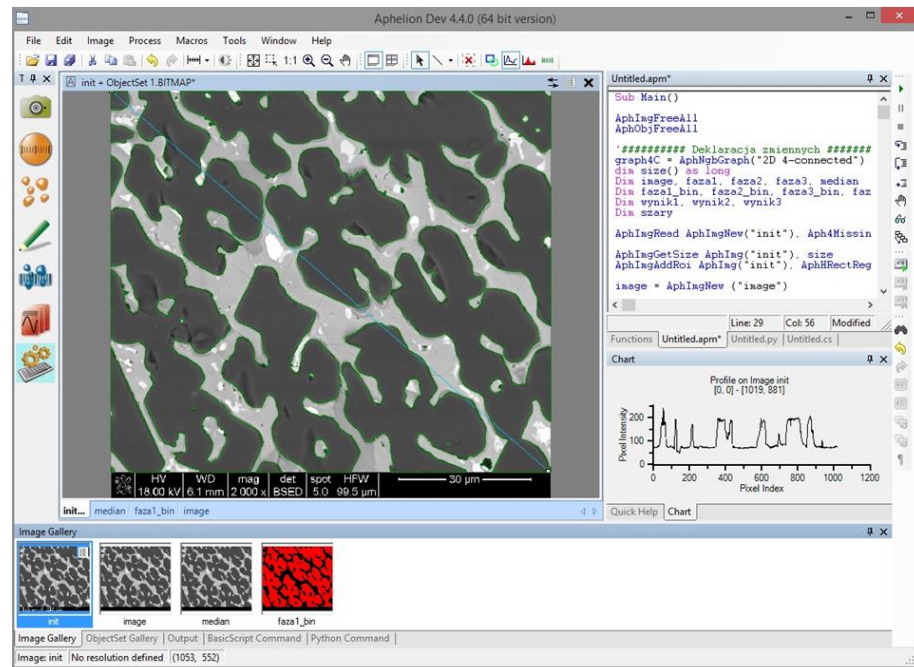 Aphelion Dev 4.4.0 (64 bit version)
File Edit Image Process Macros Tools Window Help
1:1 ROI
T
init + ObjectSet 1.BITMAP*
HV WD mag det spot HFW
18.00 kV 6.1 mm 2 000 x BSED 5.0 99.5 µm
30 µm
init... median faza1_bin image
Untitled.apm*
Sub Main()
AphImgFreeAll
AphObjFreeAll
'########## Deklaracja zmiennych #######
graph4C = AphNgbGraph("2D 4-connected")
dim size() as long
Dim image, faza1, faza2, faza3, median
Dim faza1_bin, faza2_bin, faza3_bin, faz
Dim wynik1, wynik2, wynik3
Dim szary
AphImgRead AphImgNew("init"), Aph4Missin
AphImgGetSize AphImg("init"), size
AphImgAddRoi AphImg("init"), AphHRectReg
image = AphImgNew ("image")
Line: 29 Col: 56 Modified
Functions Untitled.apm* Untitled.py Untitled.cs
Chart
Profile on Image init
[0, 0] - [1019, 881]
Pixel Intensity
200
100
0
0 200 400 600 800 1000 1200
Pixel Index
Quick Help Chart
Image Gallery
init image median faza1_bin
Image Gallery ObjectSet Gallery Output BasicScript Command Python Command
Image: init No resolution defined (1053, 552)